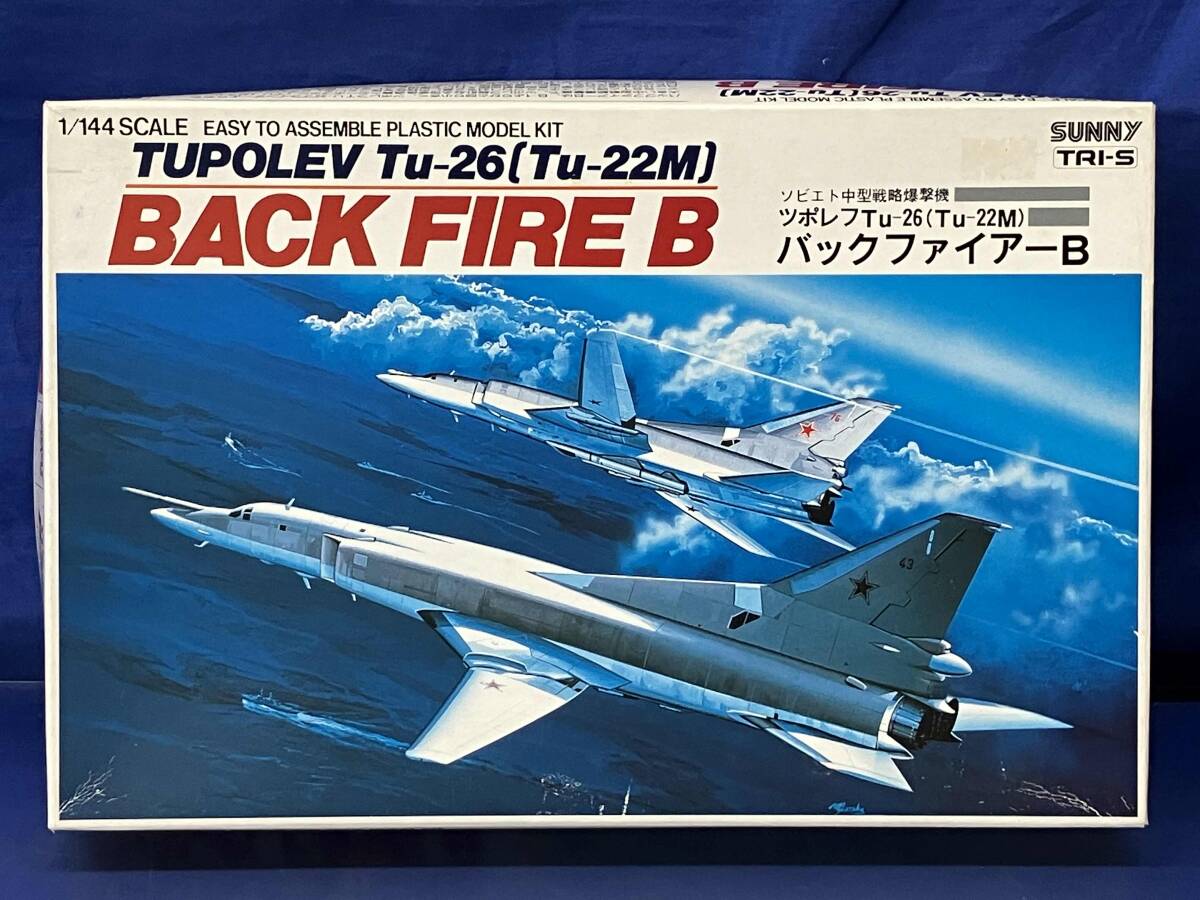 1/144 SCALE EASY TO ASSEMBLE PLASTIC MODEL KIT
TUPOLEV Tu-26(Tu-22M)
BACK FIRE B
SUNNY
TRI-S
ソビエト中型戦略爆撃機
ツポレフTu-26(Tu-22M)
バックファイアーB
76
43